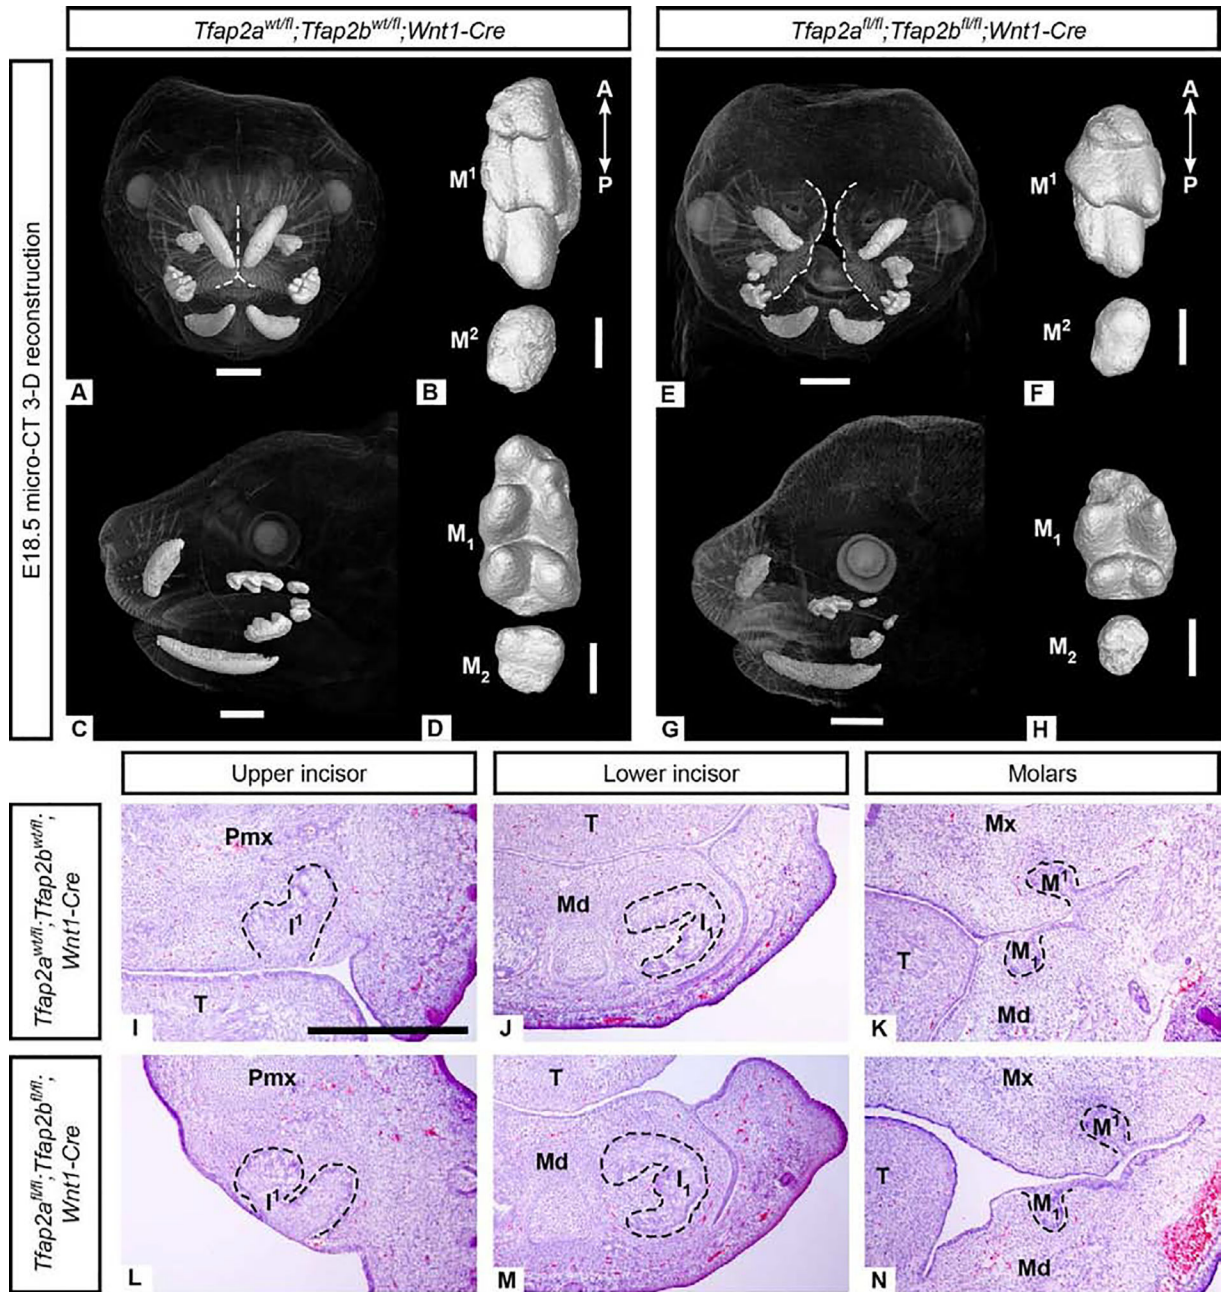 Tfap2a^wt/fl;Tfap2b^wt/fl;Wnt1-Cre
Tfap2a^fl/fl;Tfap2b^fl/fl;Wnt1-Cre
E18.5 micro-CT 3-D reconstruction
A
M¹
A
P
M²
B
E
M¹
A
P
M²
F
C
M₁
M₂
D
G
M₁
M₂
H
Upper incisor
Lower incisor
Molars
Tfap2a^wt/fl;Tfap2b^wt/fl;
Wnt1-Cre
Pmx
I¹
T
I
T
Md
I₁
J
Mx
M¹
M₁
T
Md
K
Tfap2a^fl/fl;Tfap2b^fl/fl;
Wnt1-Cre
Pmx
I¹
L
T
Md
I₁
M
Mx
M¹
T
M₁
Md
N